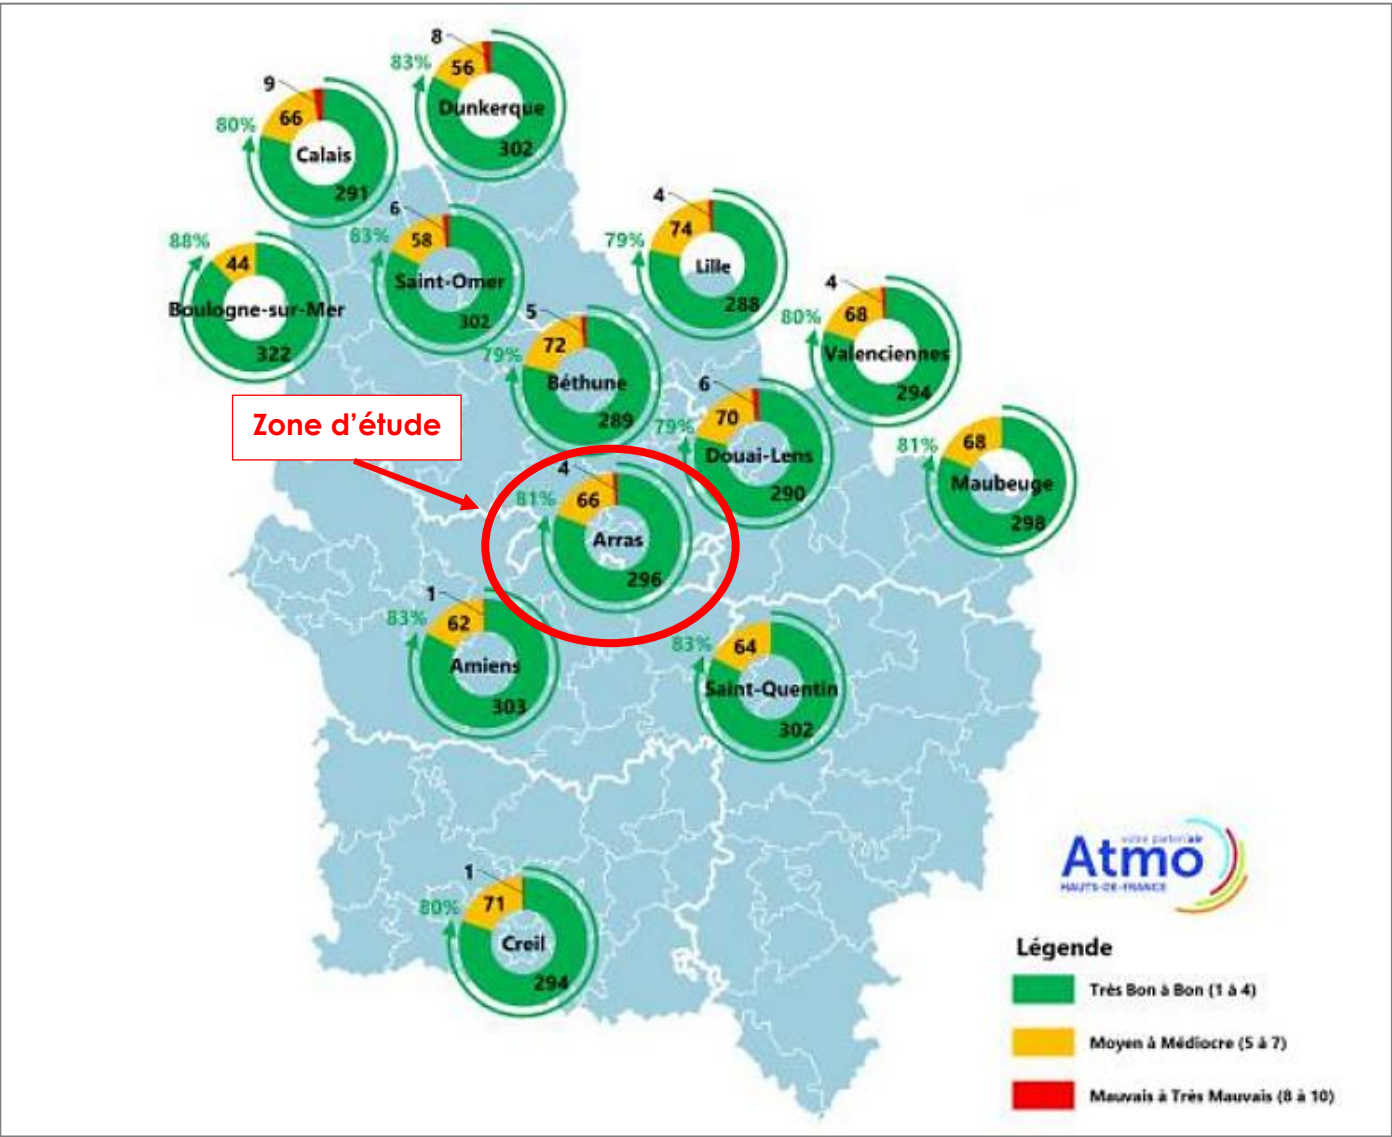 8
83%
56
Dunkerque
302
9
80%
66
Calais
291
6
83%
58
Saint-Omer
302
4
79%
74
Lille
288
88%
44
Boulogne-sur-Mer
322
5
79%
72
Béthune
289
4
80%
68
Valenciennes
294
6
79%
70
Douai-Lens
290
81%
68
Maubeuge
298
Zone d’étude
4
81%
66
Arras
296
1
83%
62
Amiens
303
83%
64
Saint-Quentin
302
1
80%
71
Creil
294
votre partenair
Atmo
HAUTS-DE-FRANCE
Légende
Très Bon à Bon (1 à 4)
Moyen à Médiocre (5 à 7)
Mauvais à Très Mauvais (8 à 10)